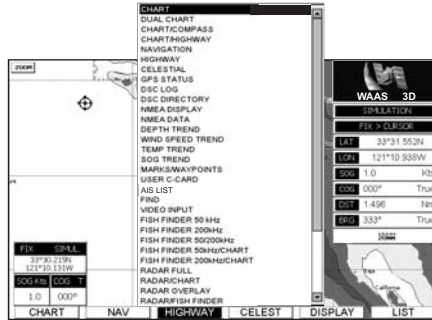 CHART
DUAL CHART
CHART/COMPASS
CHART/HIGHWAY
NAVIGATION
HIGHWAY
CELESTIAL
GPS STATUS
DSC LOG
DSC DIRECTORY
NMEA DISPLAY
NMEA DATA
DEPTH TREND
WIND SPEED TREND
TEMP TREND
SOG TREND
MARKS/WAYPOINTS
USER C-CARD
AIS LIST
FIND
VIDEO INPUT
FISH FINDER 50 kHz
FISH FINDER 200kHz
FISH FINDER 50/200kHz
FISH FINDER 50kHz/CHART
FISH FINDER 200kHz/CHART
RADAR FULL
RADAR/CHART
RADAR OVERLAY
RADAR/FISH FINDER
ZOOM
FIX SIMUL.
33°30.219N
121°10.131W
SOG Kts COG T
1.0 000°
WAAS 3D
SIMULATION
FIX > CURSOR
LAT 33°31.552N
LON 121°10.938W
SOG 1.0 Kts
COG 000° True
DST 1.496 Nm
BRG 333° True
California
CHART NAV HIGHWAY CELEST DISPLAY LIST